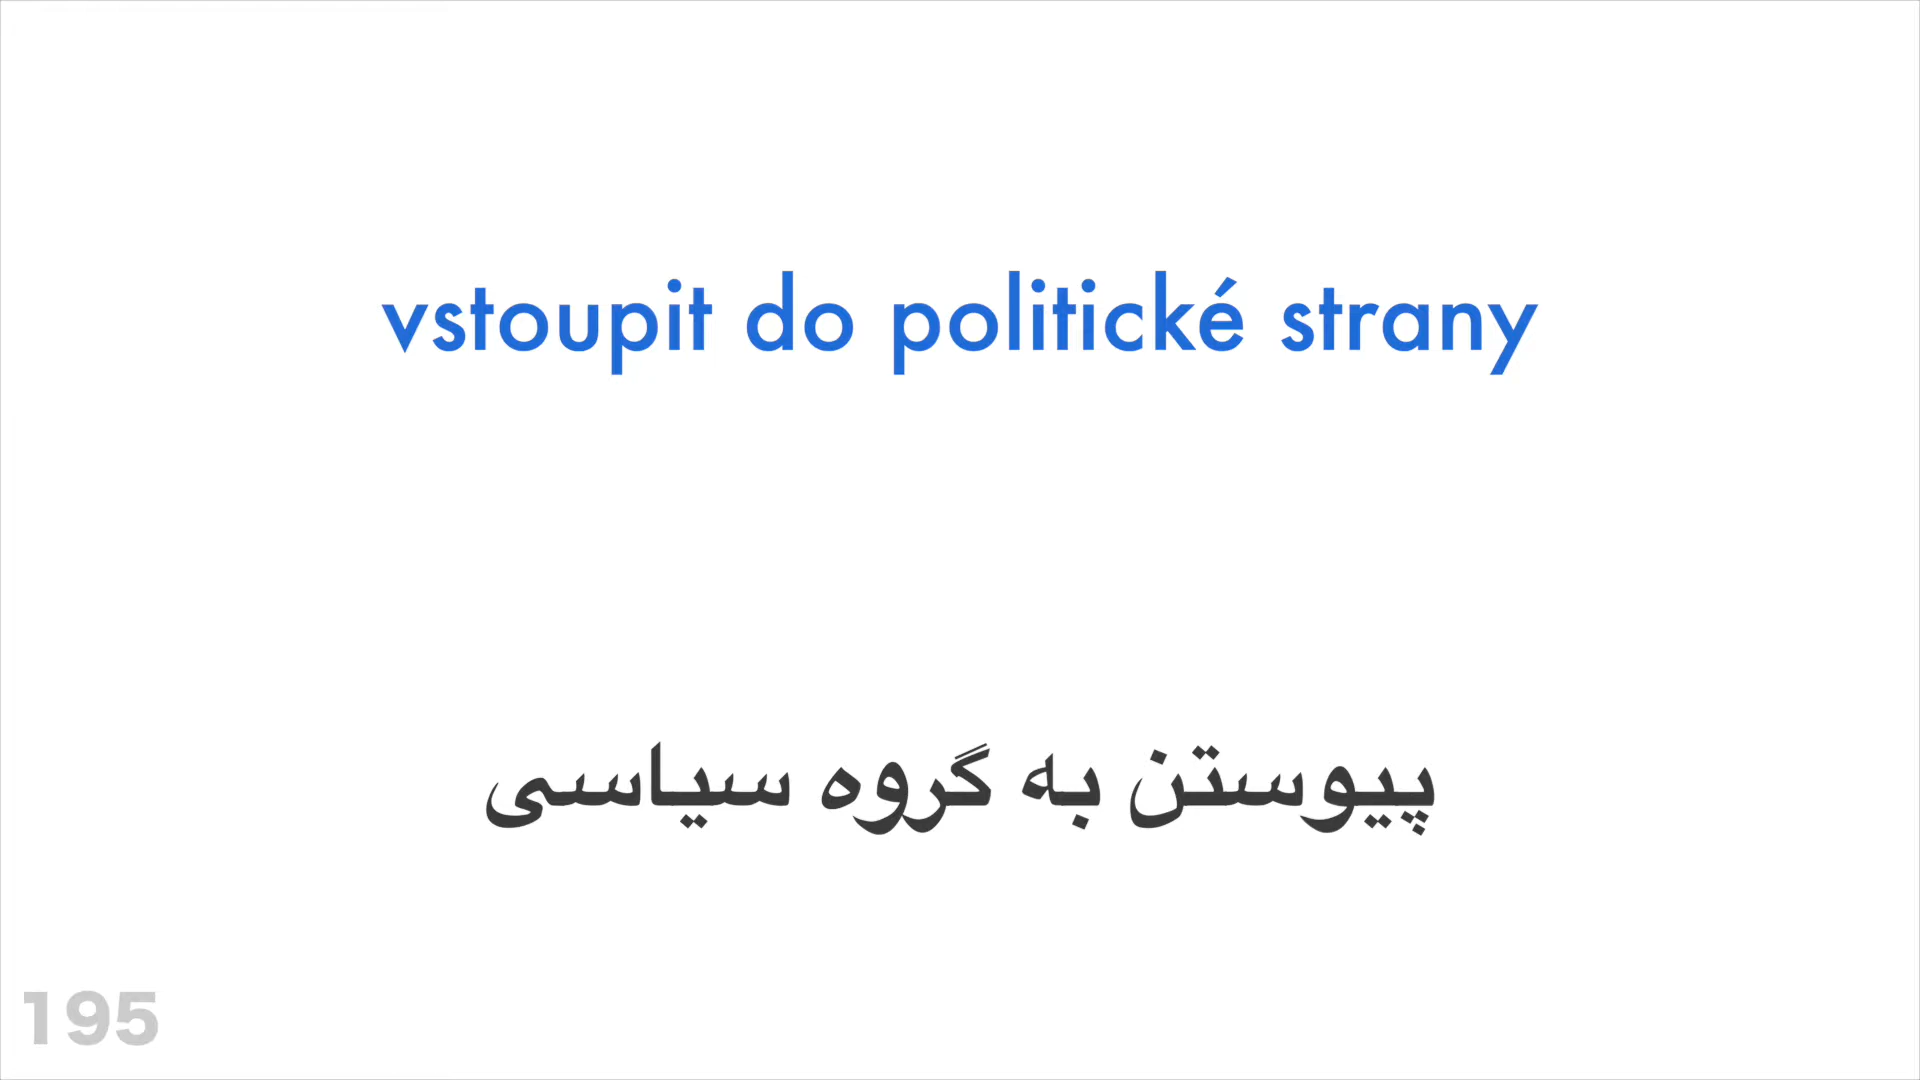 vstoupit do politické strany
پیوستن به گروه سیاسی
195